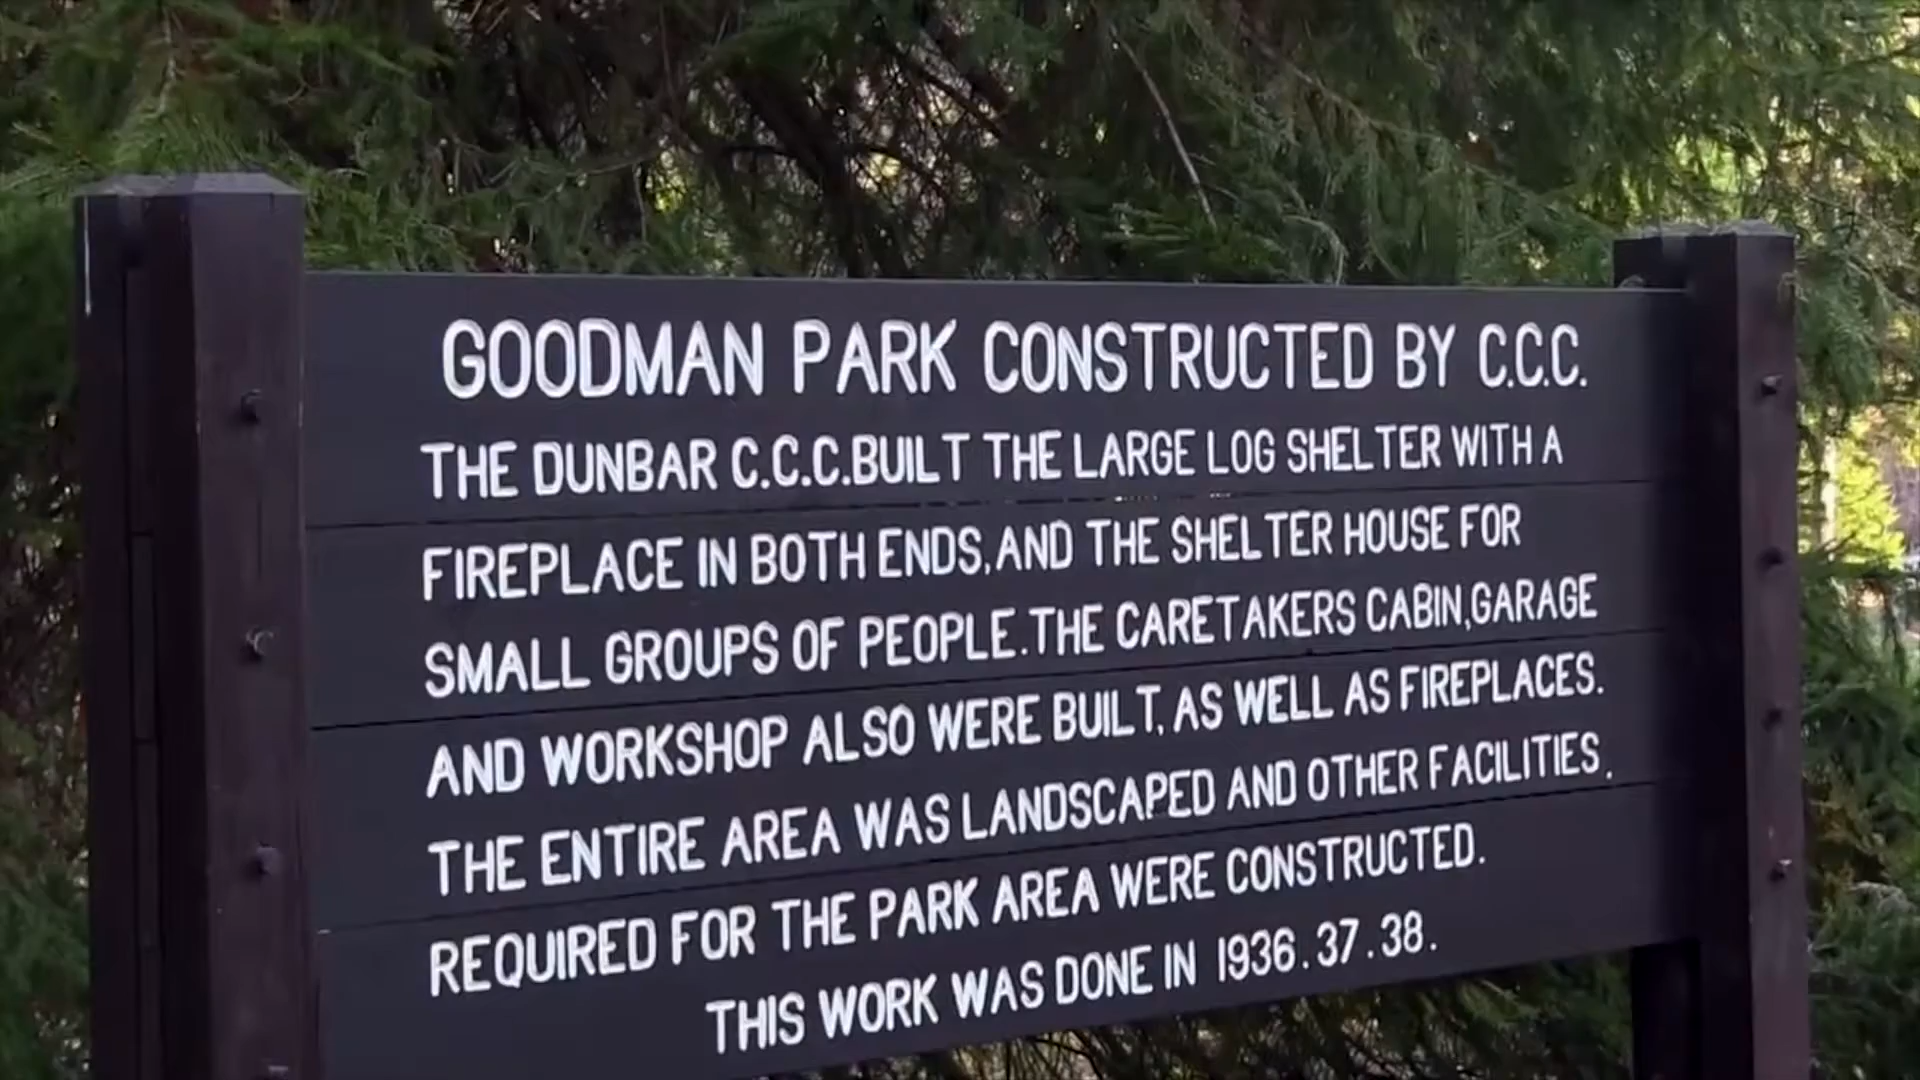 GOODMAN PARK CONSTRUCTED BY C.C.C.
THE DUNBAR C.C.C.BUILT THE LARGE LOG SHELTER WITH A
FIREPLACE IN BOTH ENDS,AND THE SHELTER HOUSE FOR
SMALL GROUPS OF PEOPLE.THE CARETAKERS CABIN,GARAGE
AND WORKSHOP ALSO WERE BUILT, AS WELL AS FIREPLACES.
THE ENTIRE AREA WAS LANDSCAPED AND OTHER FACILITIES.
REQUIRED FOR THE PARK AREA WERE CONSTRUCTED.
THIS WORK WAS DONE IN 1936.37.38.